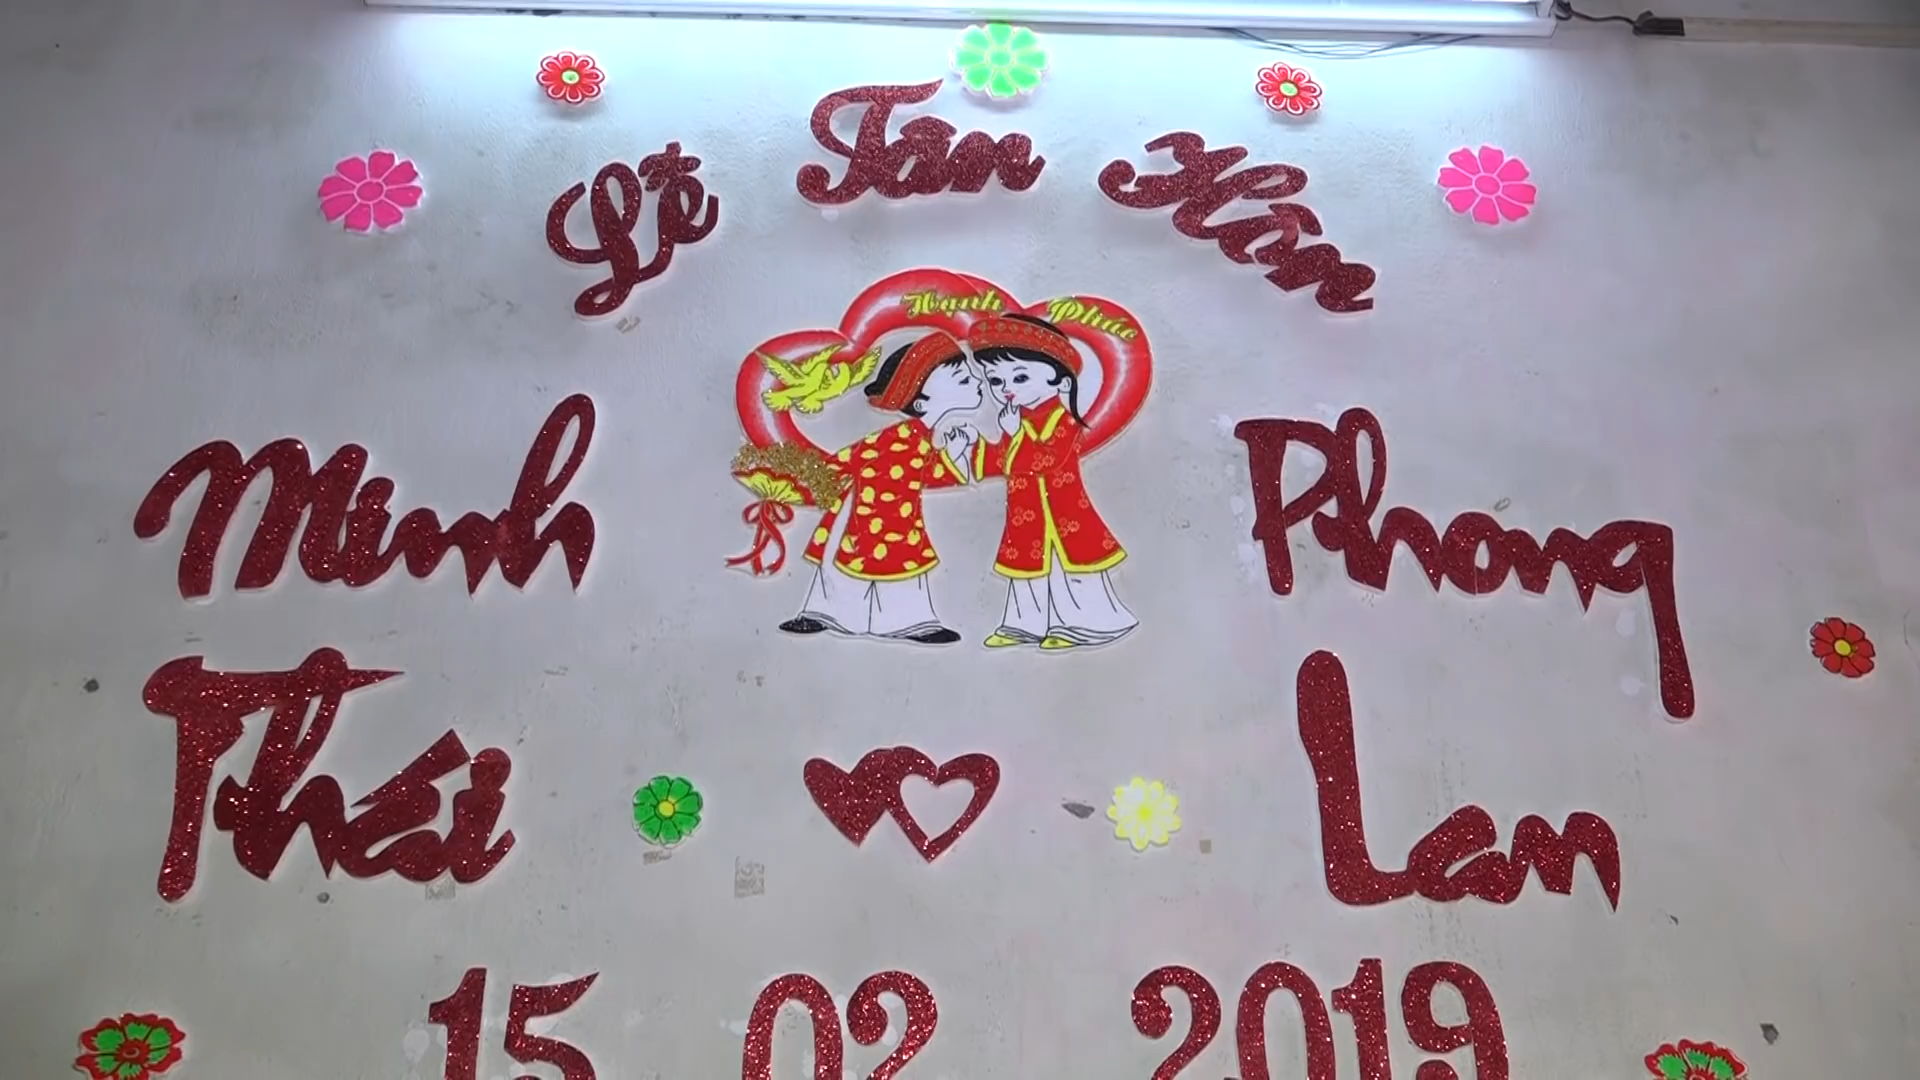 Lễ Tân Hôn
Hạnh Phúc
Minh Phong
Thái Lan
15 02 2019